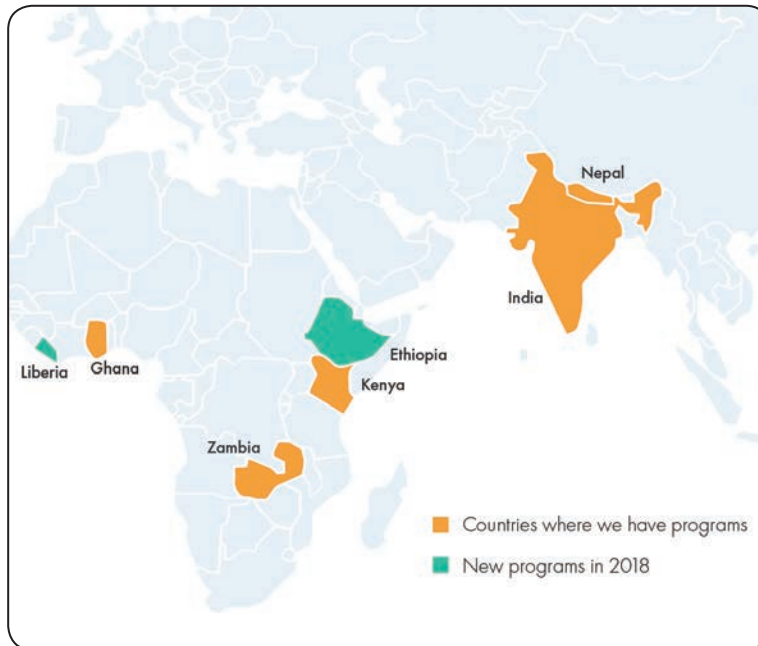 Nepal
India
Ethiopia
Liberia
Ghana
Kenya
Zambia
Countries where we have programs
New programs in 2018